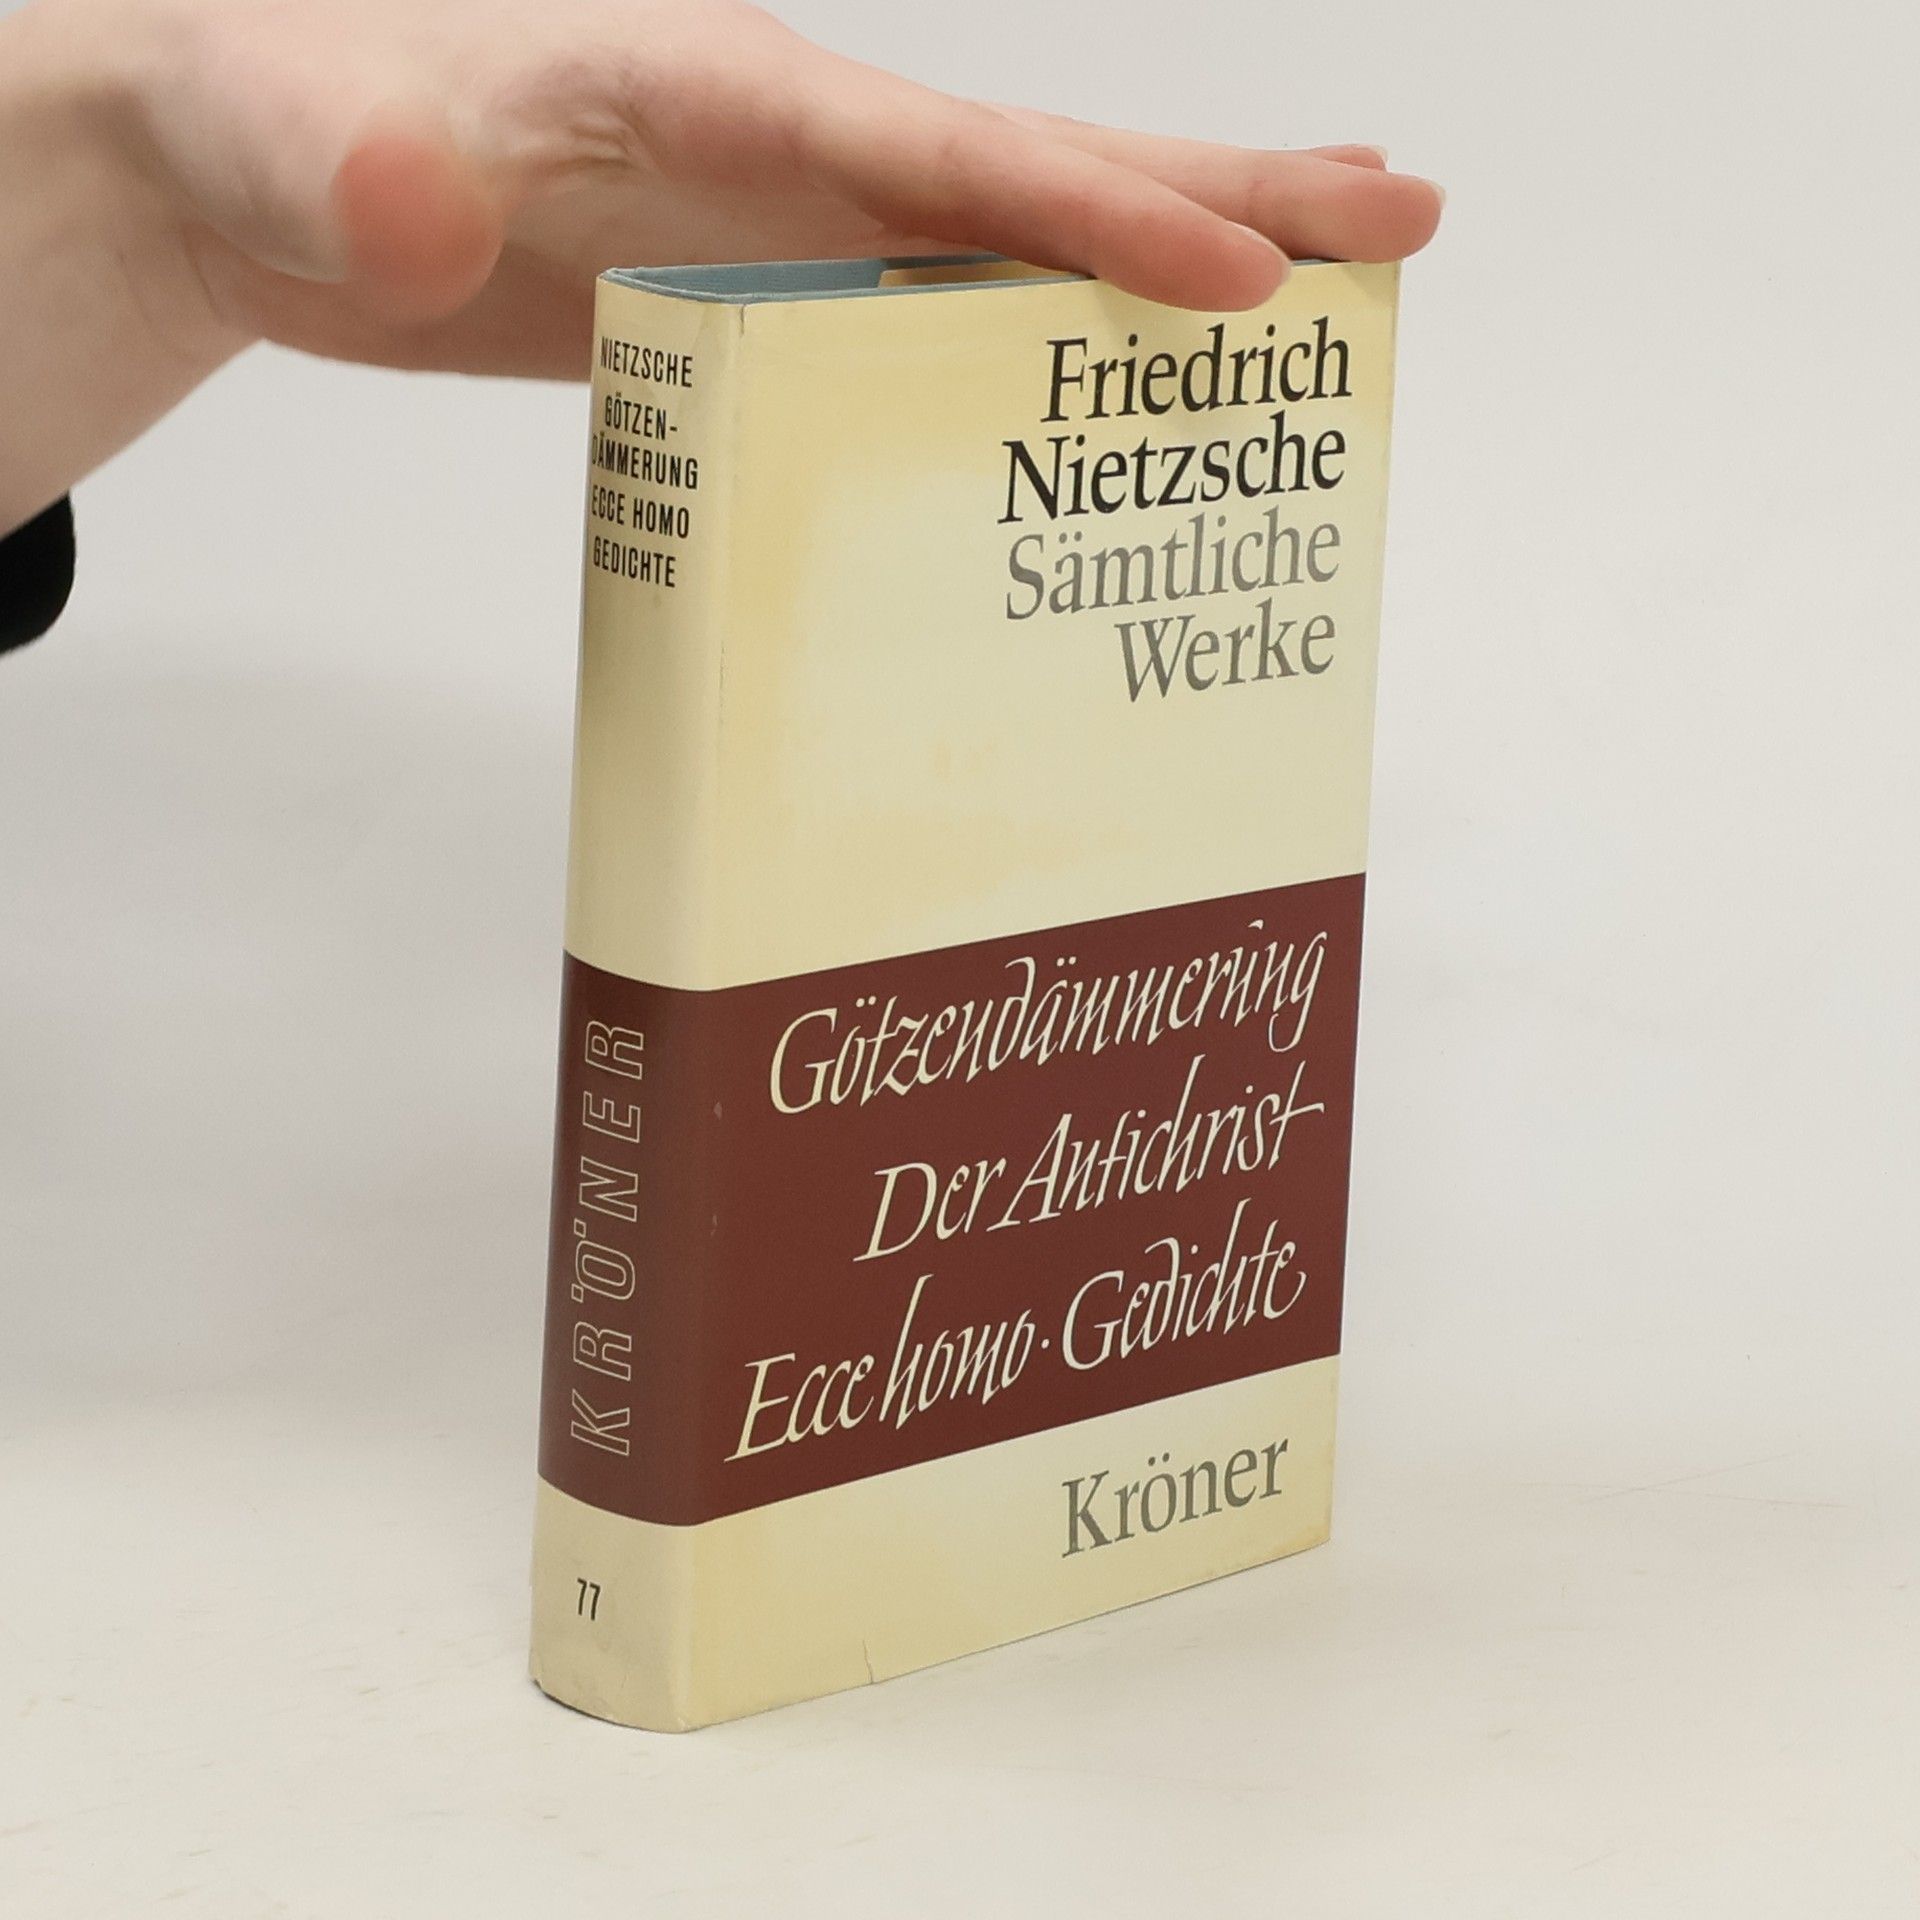 NIETZSCHE
GÖTZEN-
DÄMMERUNG
ECCE HOMO
GEDICHTE
KRÖNER
77
Friedrich
Nietzsche
Sämtliche
Werke
Götzendämmerung
Der Antichrist
Ecce homo · Gedichte
Kröner